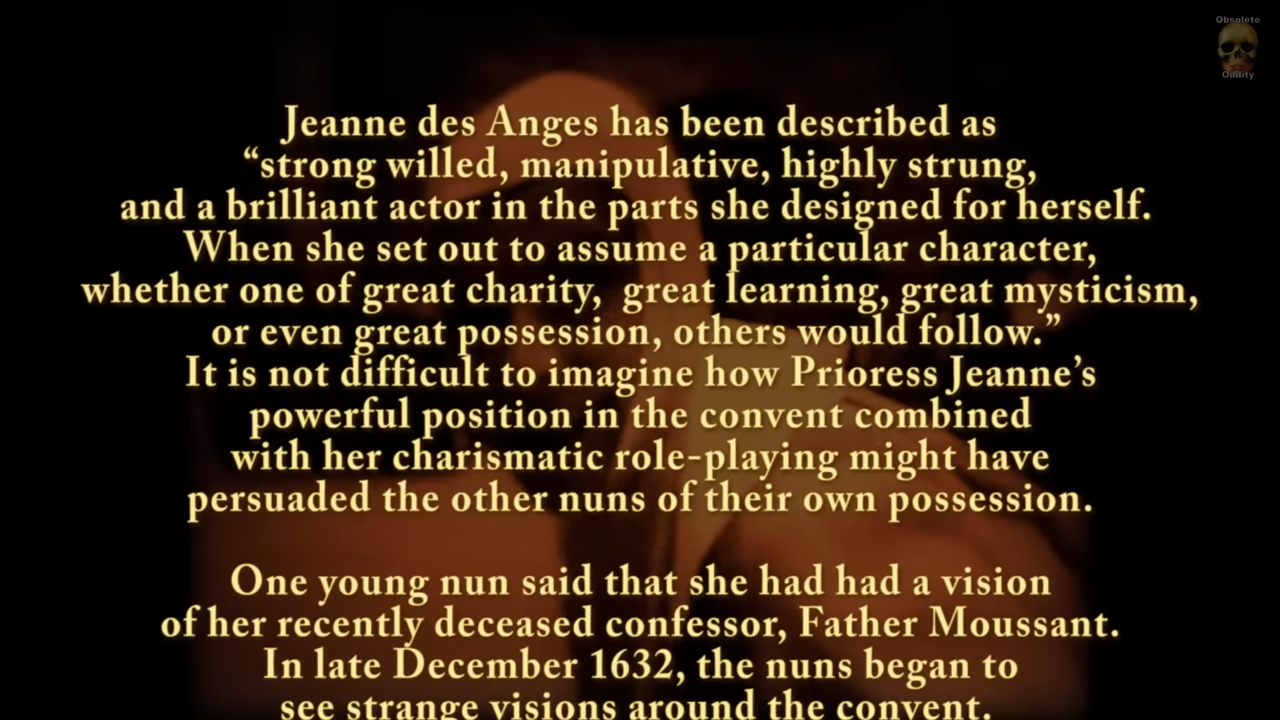 Obsolete
Oddity
Jeanne des Anges has been described as
“strong willed, manipulative, highly strung,
and a brilliant actor in the parts she designed for herself.
When she set out to assume a particular character,
whether one of great charity,  great learning, great mysticism,
or even great possession, others would follow.”
It is not difficult to imagine how Prioress Jeanne’s
powerful position in the convent combined
with her charismatic role-playing might have
persuaded the other nuns of their own possession.
One young nun said that she had had a vision
of her recently deceased confessor, Father Moussant.
In late December 1632, the nuns began to
see strange visions around the convent.